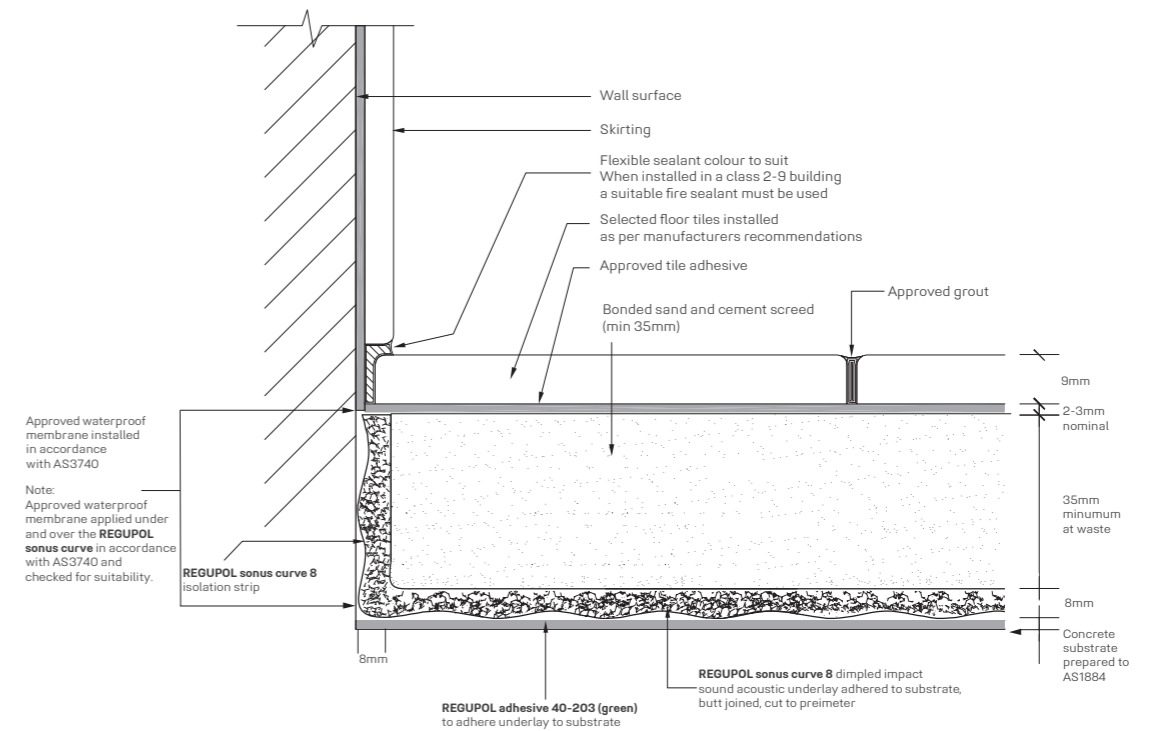 Wall surface
Skirting
Flexible sealant colour to suit
When installed in a class 2-9 building
a suitable fire sealant must be used
Selected floor tiles installed
as per manufacturers recommendations
Approved tile adhesive
Bonded sand and cement screed
(min 35mm)
Approved grout
9mm
2-3mm
nominal
35mm
minumum
at waste
8mm
Concrete
substrate
prepared to
AS1884
Approved waterproof
membrane installed
in accordance
with AS3740
Note:
Approved waterproof
membrane applied under
and over the REGUPOL
sonus curve in accordance
with AS3740 and
checked for suitability.
REGUPOL sonus curve 8
isolation strip
8mm
REGUPOL adhesive 40-203 (green)
to adhere underlay to substrate
REGUPOL sonus curve 8 dimpled impact
sound acoustic underlay adhered to substrate,
butt joined, cut to preimeter